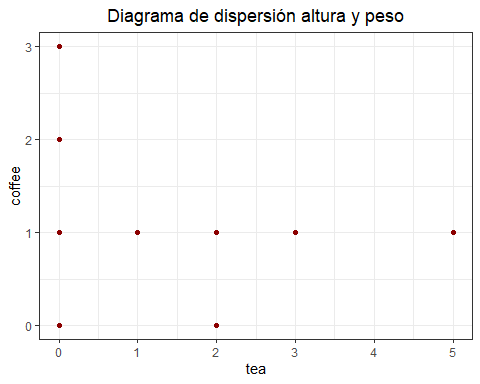 Diagrama de dispersión altura y peso
3
2
1
0
coffee
0 1 2 3 4 5
tea